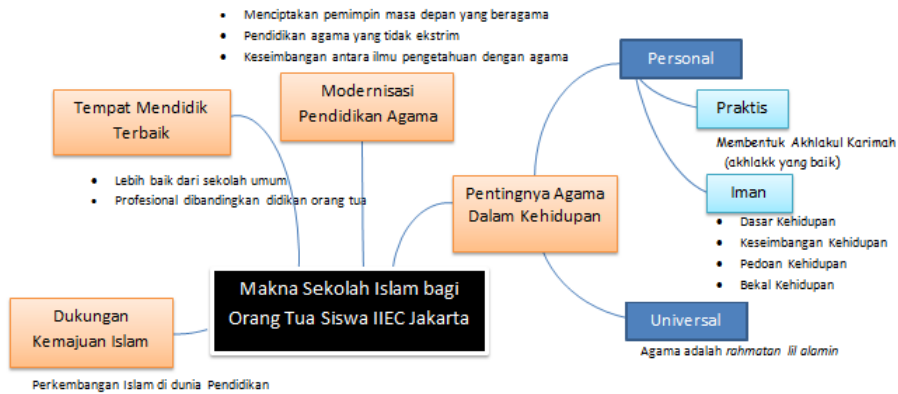 • Menciptakan pemimpin masa depan yang beragama
• Pendidikan agama yang tidak ekstrim
• Keseimbangan antara ilmu pengetahuan dengan agama
Personal
Modernisasi
Pendidikan Agama
Tempat Mendidik
Terbaik
Praktis
Membentuk Akhlakul Karimah
(akhlakk yang baik)
• Lebih baik dari sekolah umum
• Profesional dibandingkan didikan orang tua
Pentingnya Agama
Dalam Kehidupan
Iman
• Dasar Kehidupan
• Keseimbangan Kehidupan
• Pedoan Kehidupan
• Bekal Kehidupan
Makna Sekolah Islam bagi
Orang Tua Siswa IIEC Jakarta
Dukungan
Kemajuan Islam
Universal
Agama adalah rahmatan lil alamin
Perkembangan Islam di dunia Pendidikan